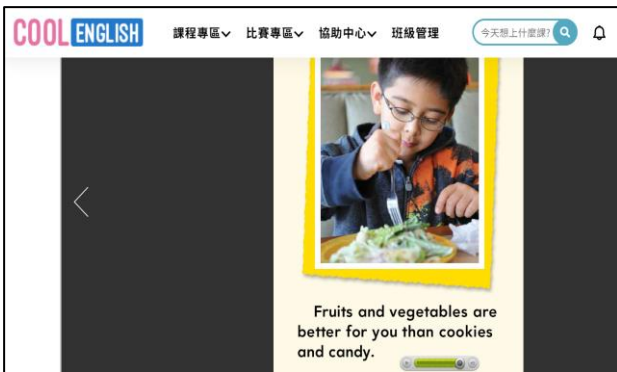 COOL ENGLISH 課程專區 比賽專區 協助中心 班級管理 今天想上什麼課?
Fruits and vegetables are
better for you than cookies
and candy.